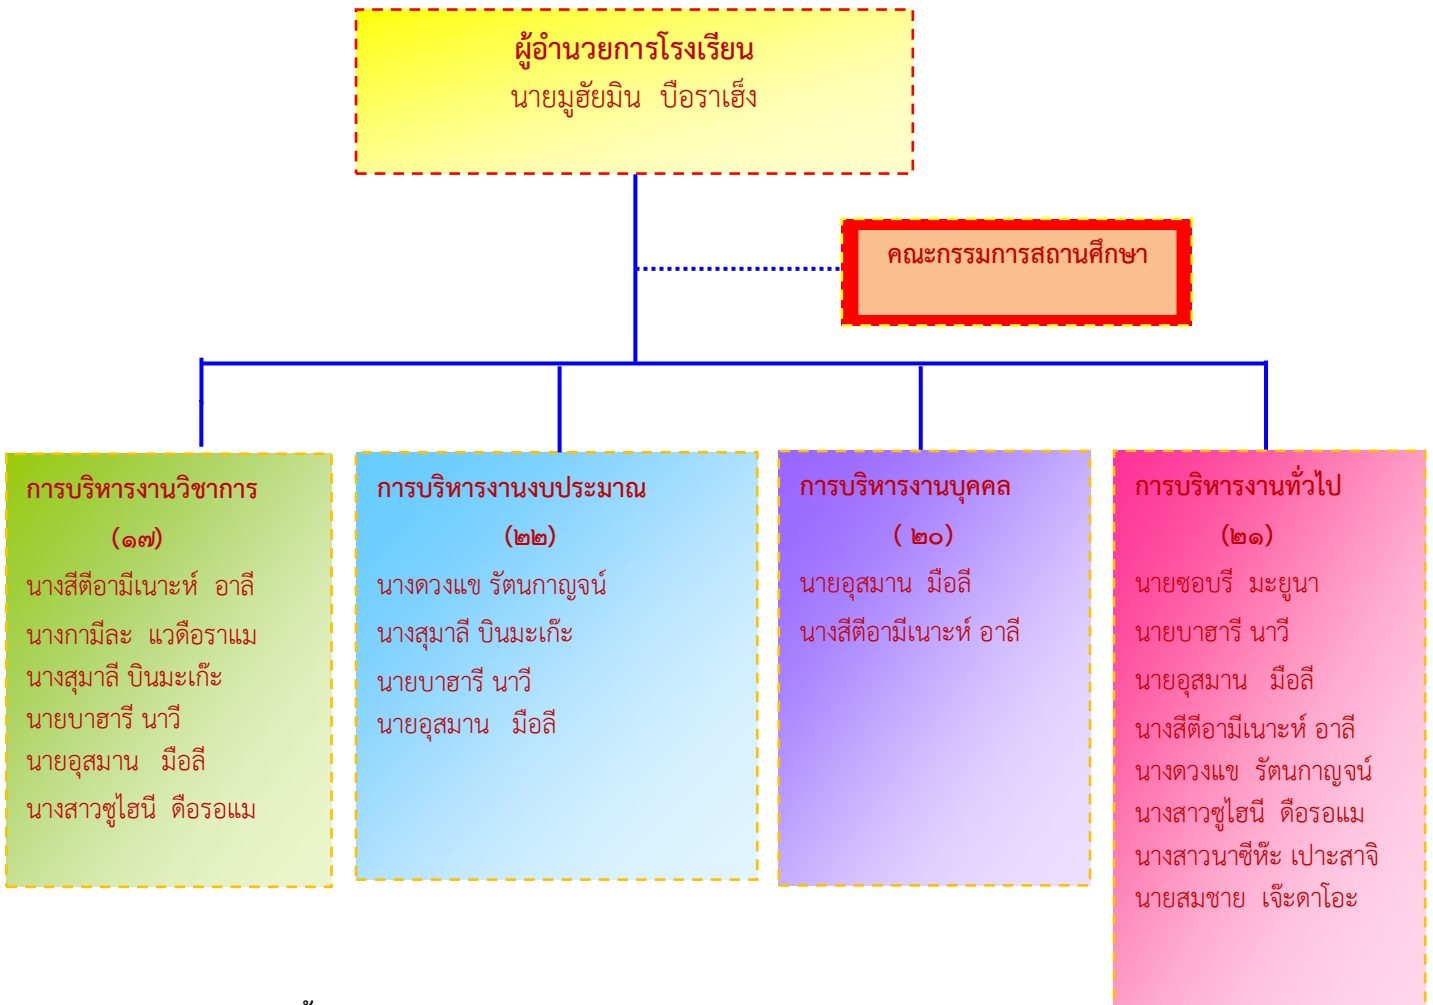 ผู้อำนวยการโรงเรียน
นายมูฮัยมิน บือราเฮ็ง
คณะกรรมการสถานศึกษา
การบริหารงานวิชาการ
(๑๗)
นางสีตีอามีเนาะห์ อาลี
นางกามีละ แวดือราแม
นางสุมาลี บินมะเก๊ะ
นายบาฮารี นาวี
นายอุสมาน มือลี
นางสาวซูไฮนี ดือรอแม
การบริหารงานงบประมาณ
(๒๒)
นางดวงแข รัตนกาญจน์
นางสุมาลี บินมะเก๊ะ
นายบาฮารี นาวี
นายอุสมาน มือลี
การบริหารงานบุคคล
( ๒๐)
นายอุสมาน มือลี
นางสีตีอามีเนาะห์ อาลี
การบริหารงานทั่วไป
(๒๑)
นายซอบรี มะยูนา
นายบาฮารี นาวี
นายอุสมาน มือลี
นางสีตีอามีเนาะห์ อาลี
นางดวงแข รัตนกาญจน์
นางสาวซูไฮนี ดือรอแม
นางสาวนาซีห๊ะ เปาะสาจิ
นายสมชาย เจ๊ะดาโอะ